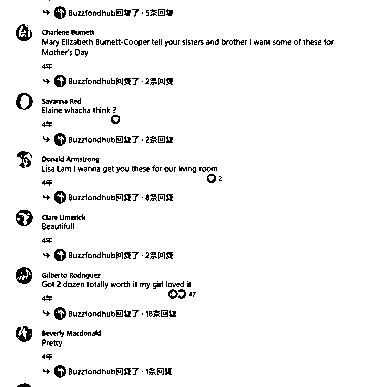 Buzzfondhub回复了 · 5条回复
Charlene Burnett
Mary Elizabeth Burnett-Cooper tell your sisters and brother I want some of these for
Mother's Day
4年
Buzzfondhub回复了 · 2条回复
Savanna Red
Elaine whacha think ?
4年
Buzzfondhub回复了 · 2条回复
Donald Armstrong
Lisa Lam I wanna get you these for our living room
2
4年
Buzzfondhub回复了 · 8条回复
Clare Limerick
Beautiful!
4年
Buzzfondhub回复了 · 2条回复
Gilberto Rodriguez
Got 2 dozen totally worth it my girl loved it
47
4年
Buzzfondhub回复了 · 18条回复
Beverly Macdonald
Pretty
4年
Buzzfondhub回复了 · 1条回复